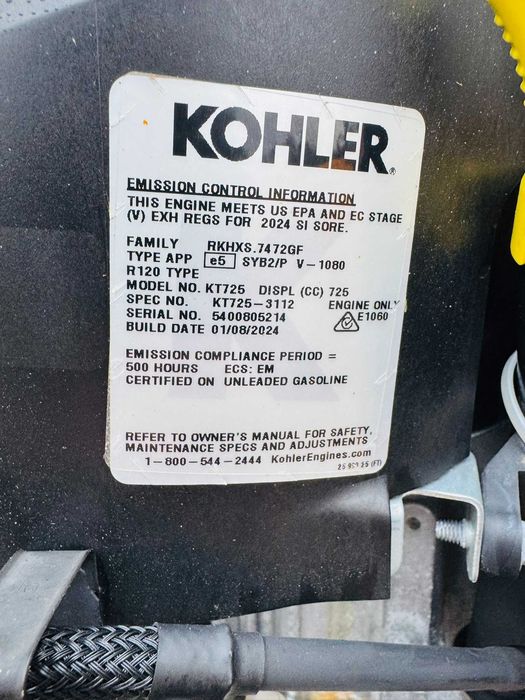 KOHLER®
EMISSION CONTROL INFORMATION
THIS ENGINE MEETS US EPA AND EC STAGE
(V) EXH REGS FOR 2024 SI SORE.
FAMILY RKHXS.7472GF
TYPE APP e5 SYB2/P V-1080
R120 TYPE
MODEL NO. KT725 DISPL (CC) 725
SPEC NO. KT725-3112 ENGINE ONLY
SERIAL NO. 5400805214 E1060
BUILD DATE 01/08/2024
EMISSION COMPLIANCE PERIOD =
500 HOURS ECS: EM
CERTIFIED ON UNLEADED GASOLINE
REFER TO OWNER'S MANUAL FOR SAFETY,
MAINTENANCE SPECS AND ADJUSTMENTS
1-800-544-2444 KohlerEngines.com